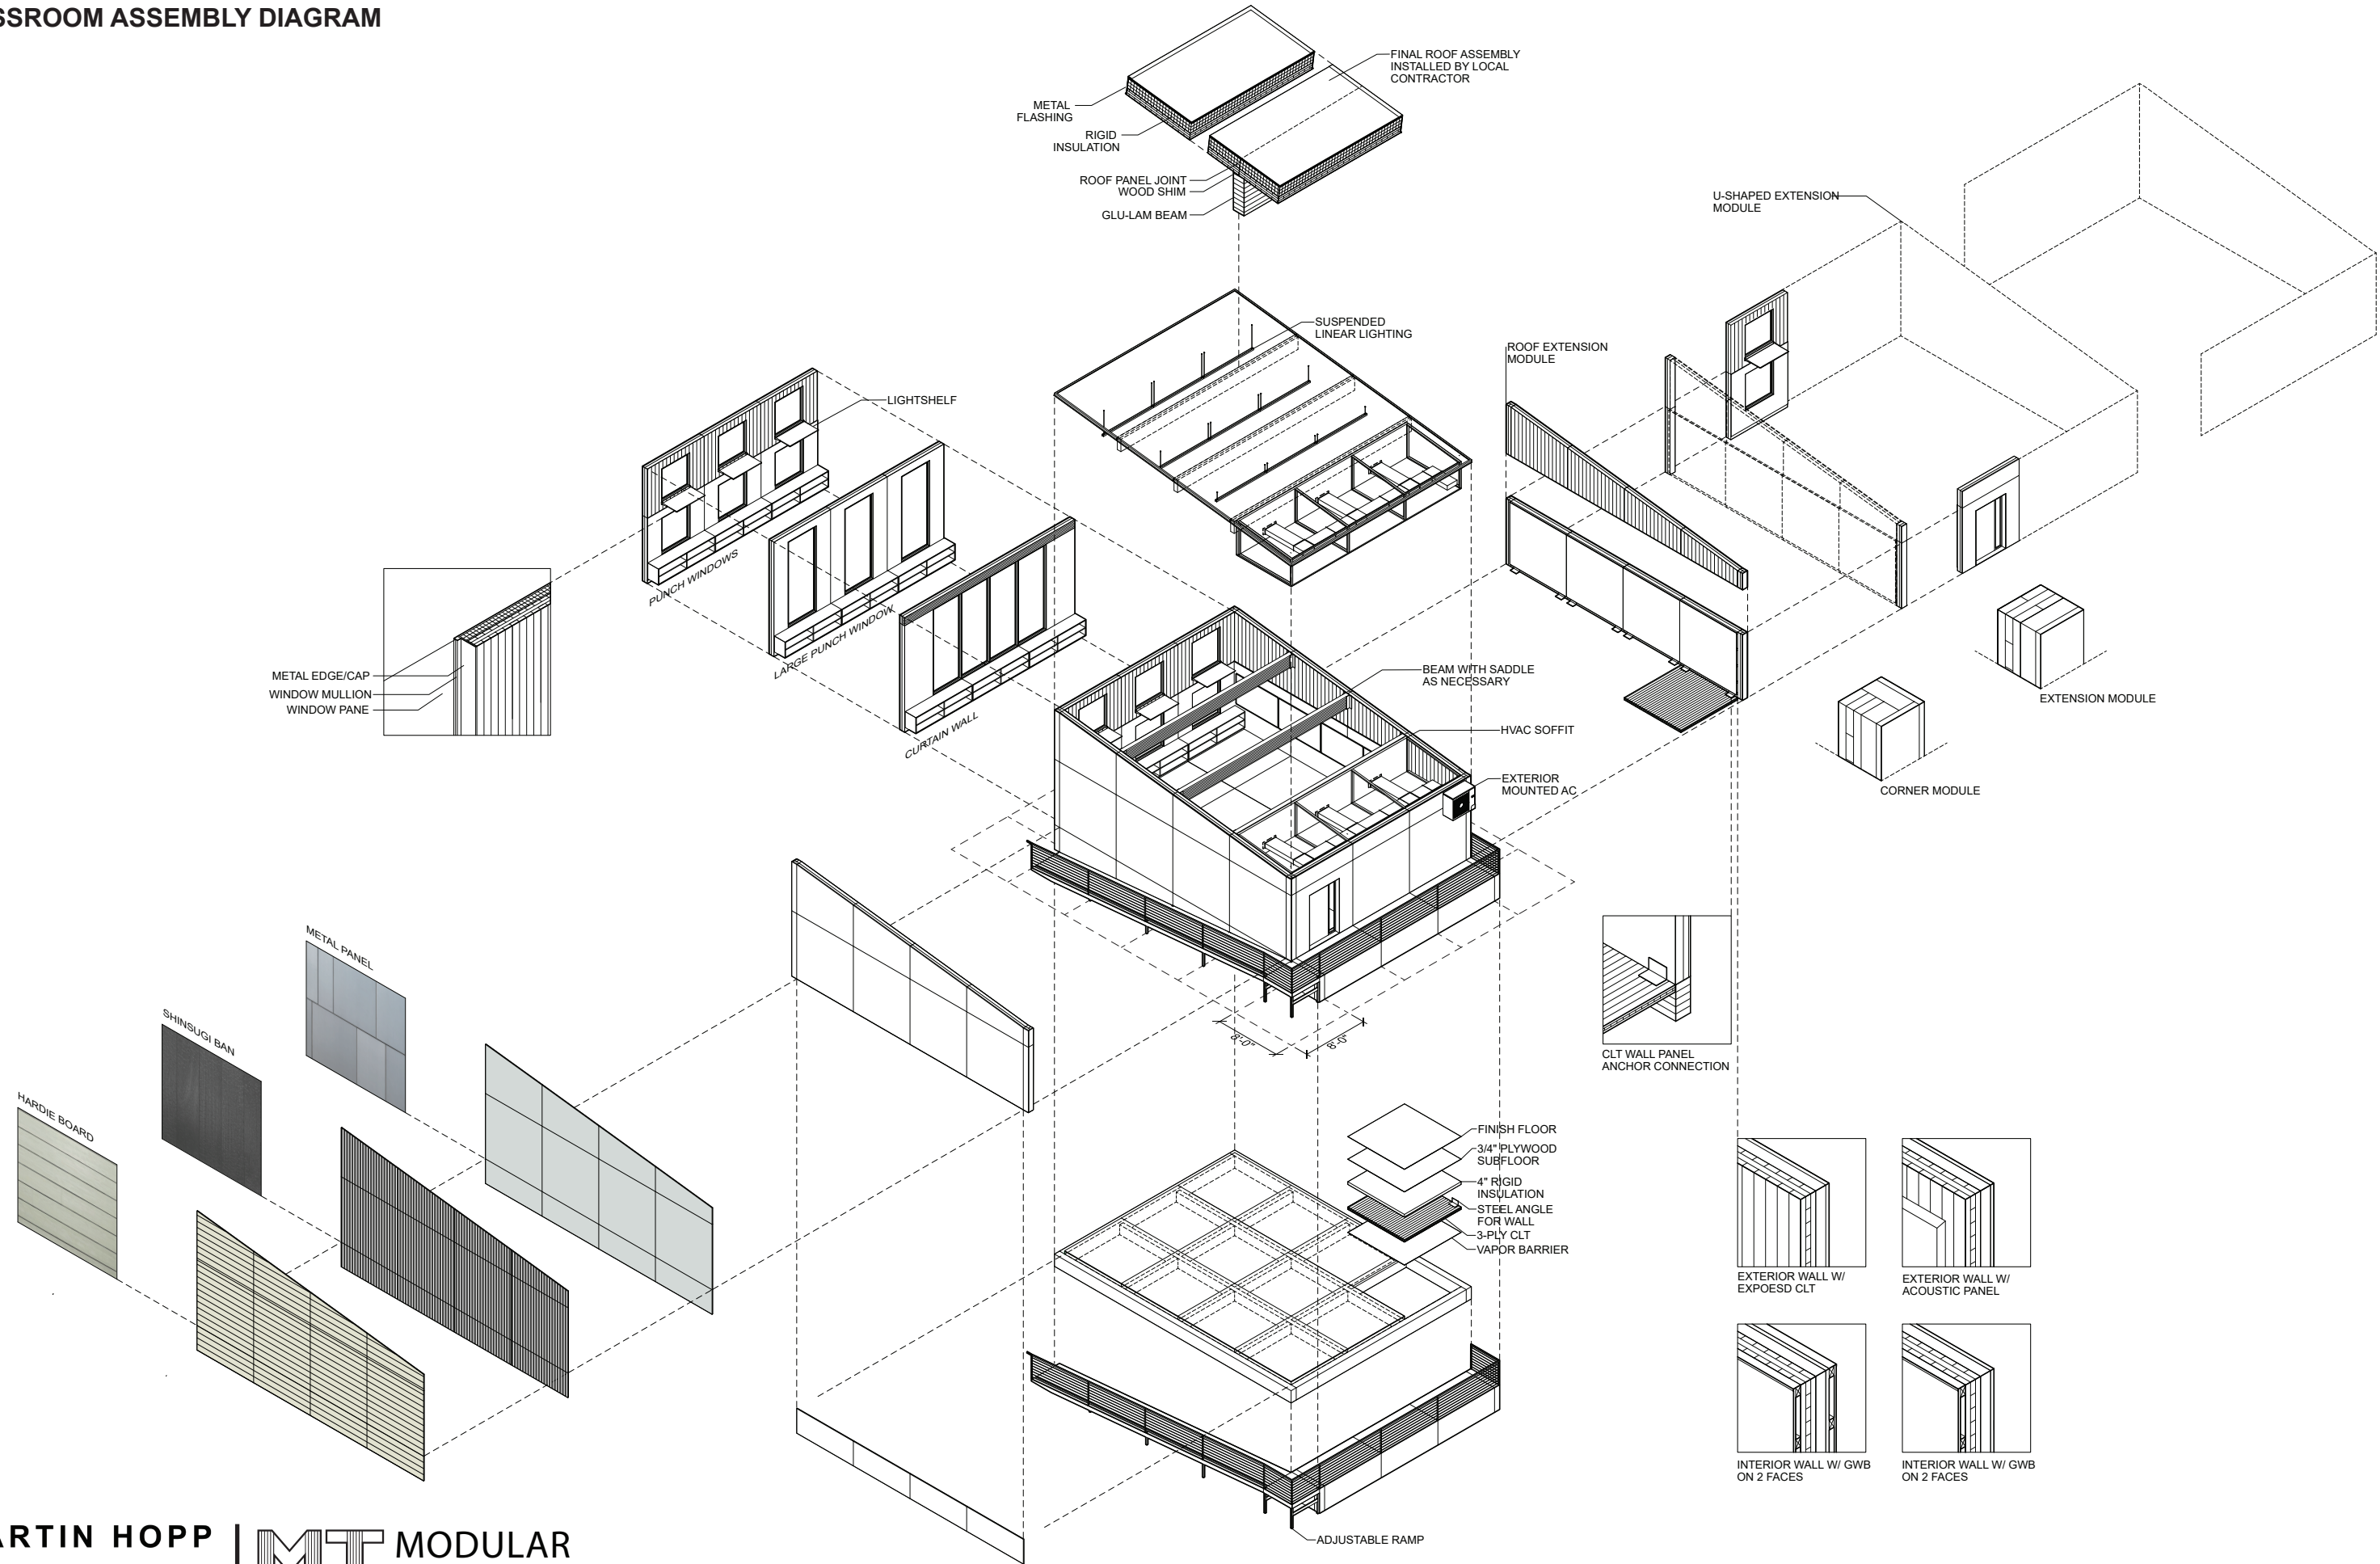 SSROOM ASSEMBLY DIAGRAM
FINAL ROOF ASSEMBLY
INSTALLED BY LOCAL
CONTRACTOR
METAL
FLASHING
RIGID
INSULATION
ROOF PANEL JOINT
WOOD SHIM
GLU-LAM BEAM
U-SHAPED EXTENSION
MODULE
SUSPENDED
LINEAR LIGHTING
ROOF EXTENSION
MODULE
LIGHTSHELF
PUNCH WINDOWS
LARGE PUNCH WINDOW
CURTAIN WALL
METAL EDGE/CAP
WINDOW MULLION
WINDOW PANE
BEAM WITH SADDLE
AS NECESSARY
HVAC SOFFIT
EXTERIOR
MOUNTED AC
EXTENSION MODULE
CORNER MODULE
METAL PANEL
SHINSUGI BAN
HARDIE BOARD
8'-0"
8'-0"
CLT WALL PANEL
ANCHOR CONNECTION
FINISH FLOOR
3/4" PLYWOOD
SUBFLOOR
4" RIGID
INSULATION
STEEL ANGLE
FOR WALL
3-PLY CLT
VAPOR BARRIER
EXTERIOR WALL W/
EXPOESD CLT
EXTERIOR WALL W/
ACOUSTIC PANEL
INTERIOR WALL W/ GWB
ON 2 FACES
INTERIOR WALL W/ GWB
ON 2 FACES
ADJUSTABLE RAMP
ARTIN HOPP
MT MODULAR